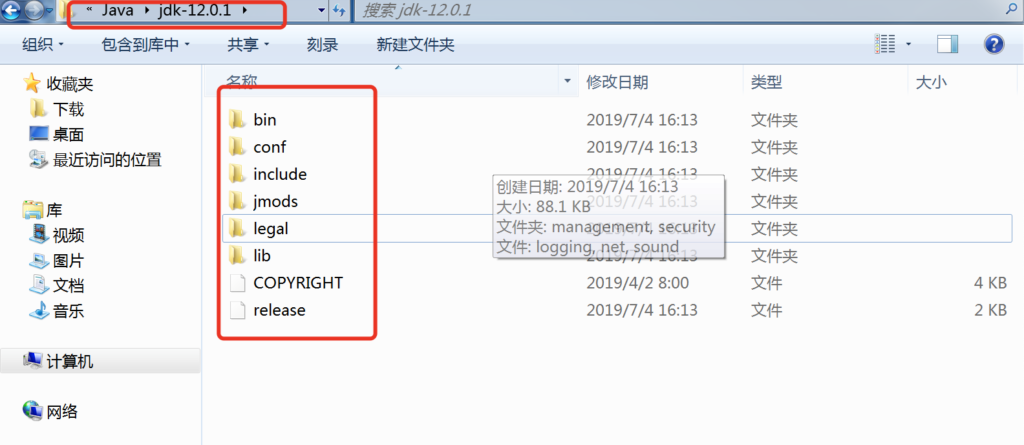 « Java jdk-12.0.1 搜索 jdk-12.0.1
组织 包含到库中 共享 刻录 新建文件夹
收藏夹
下载
桌面
最近访问的位置
库
视频
图片
文档
音乐
计算机
网络
名称 修改日期 类型 大小
bin 2019/7/4 16:13 文件夹
conf 2019/7/4 16:13 文件夹
include 2019/7/4 16:13 文件夹
jmods 2019/7/4 16:13 文件夹
legal 2019/7/4 16:13 文件夹
lib 2019/7/4 16:13 文件夹
COPYRIGHT 2019/4/2 8:00 文件 4 KB
release 2019/7/4 16:13 文件 2 KB
创建日期: 2019/7/4 16:13
大小: 88.1 KB
文件夹: management, security
文件: logging, net, sound